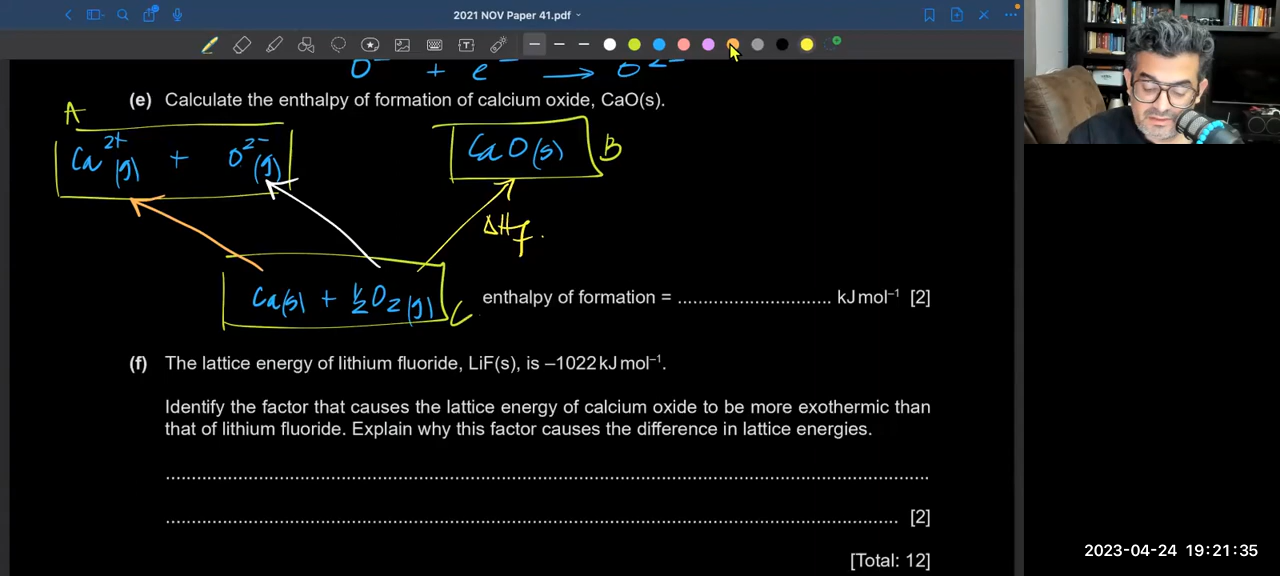 2021 NOV Paper 41.pdf
O⁻ + e⁻ → O²⁻
(e) Calculate the enthalpy of formation of calcium oxide, CaO(s).
A
Ca²⁺(g) + O²⁻(g)
CaO(s) B
ΔHf.
Ca(s) + ½O₂(g) C
enthalpy of formation = .............................. kJ mol⁻¹ [2]
(f) The lattice energy of lithium fluoride, LiF(s), is –1022 kJ mol⁻¹.
Identify the factor that causes the lattice energy of calcium oxide to be more exothermic than
that of lithium fluoride. Explain why this factor causes the difference in lattice energies.
[2]
[Total: 12]
2023-04-24 19:21:35